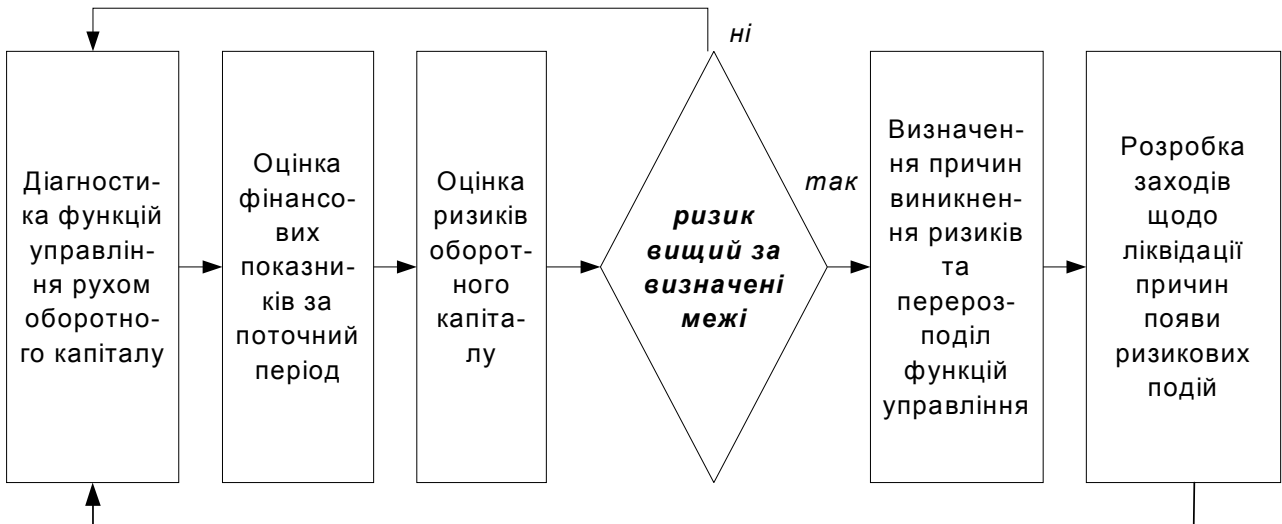 ні
Діагности-
ка функцій
управлін-
ня рухом
оборотно-
го капіталу
Оцінка
фінансо-
вих
показни-
ків за
поточний
період
Оцінка
ризиків
оборот-
ного
капіта-
лу
ризик
вищий за
визначені
межі
так
Визначен-
ня причин
виникнен-
ня ризиків
та
перероз-
поділ
функцій
управління
Розробка
заходів
щодо
ліквідації
причин
появи
ризикових
подій